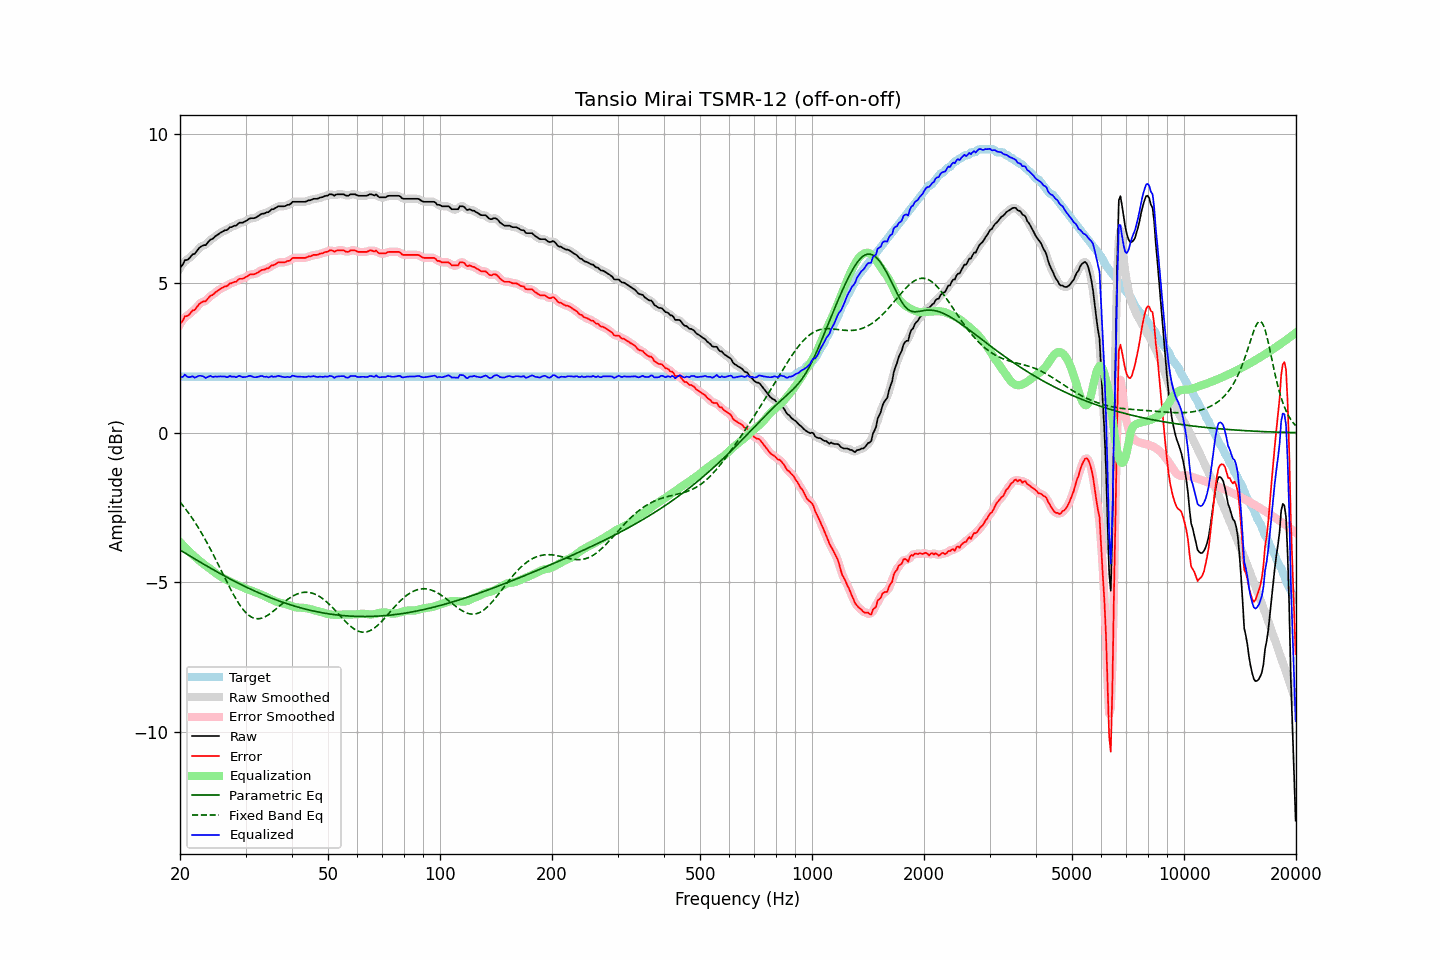 Tansio Mirai TSMR-12 (off-on-off)
Amplitude (dBr)
10
5
0
−5
−10
Target
Raw Smoothed
Error Smoothed
Raw
Error
Equalization
Parametric Eq
Fixed Band Eq
Equalized
20 50 100 200 500 1000 2000 5000 10000 20000
Frequency (Hz)